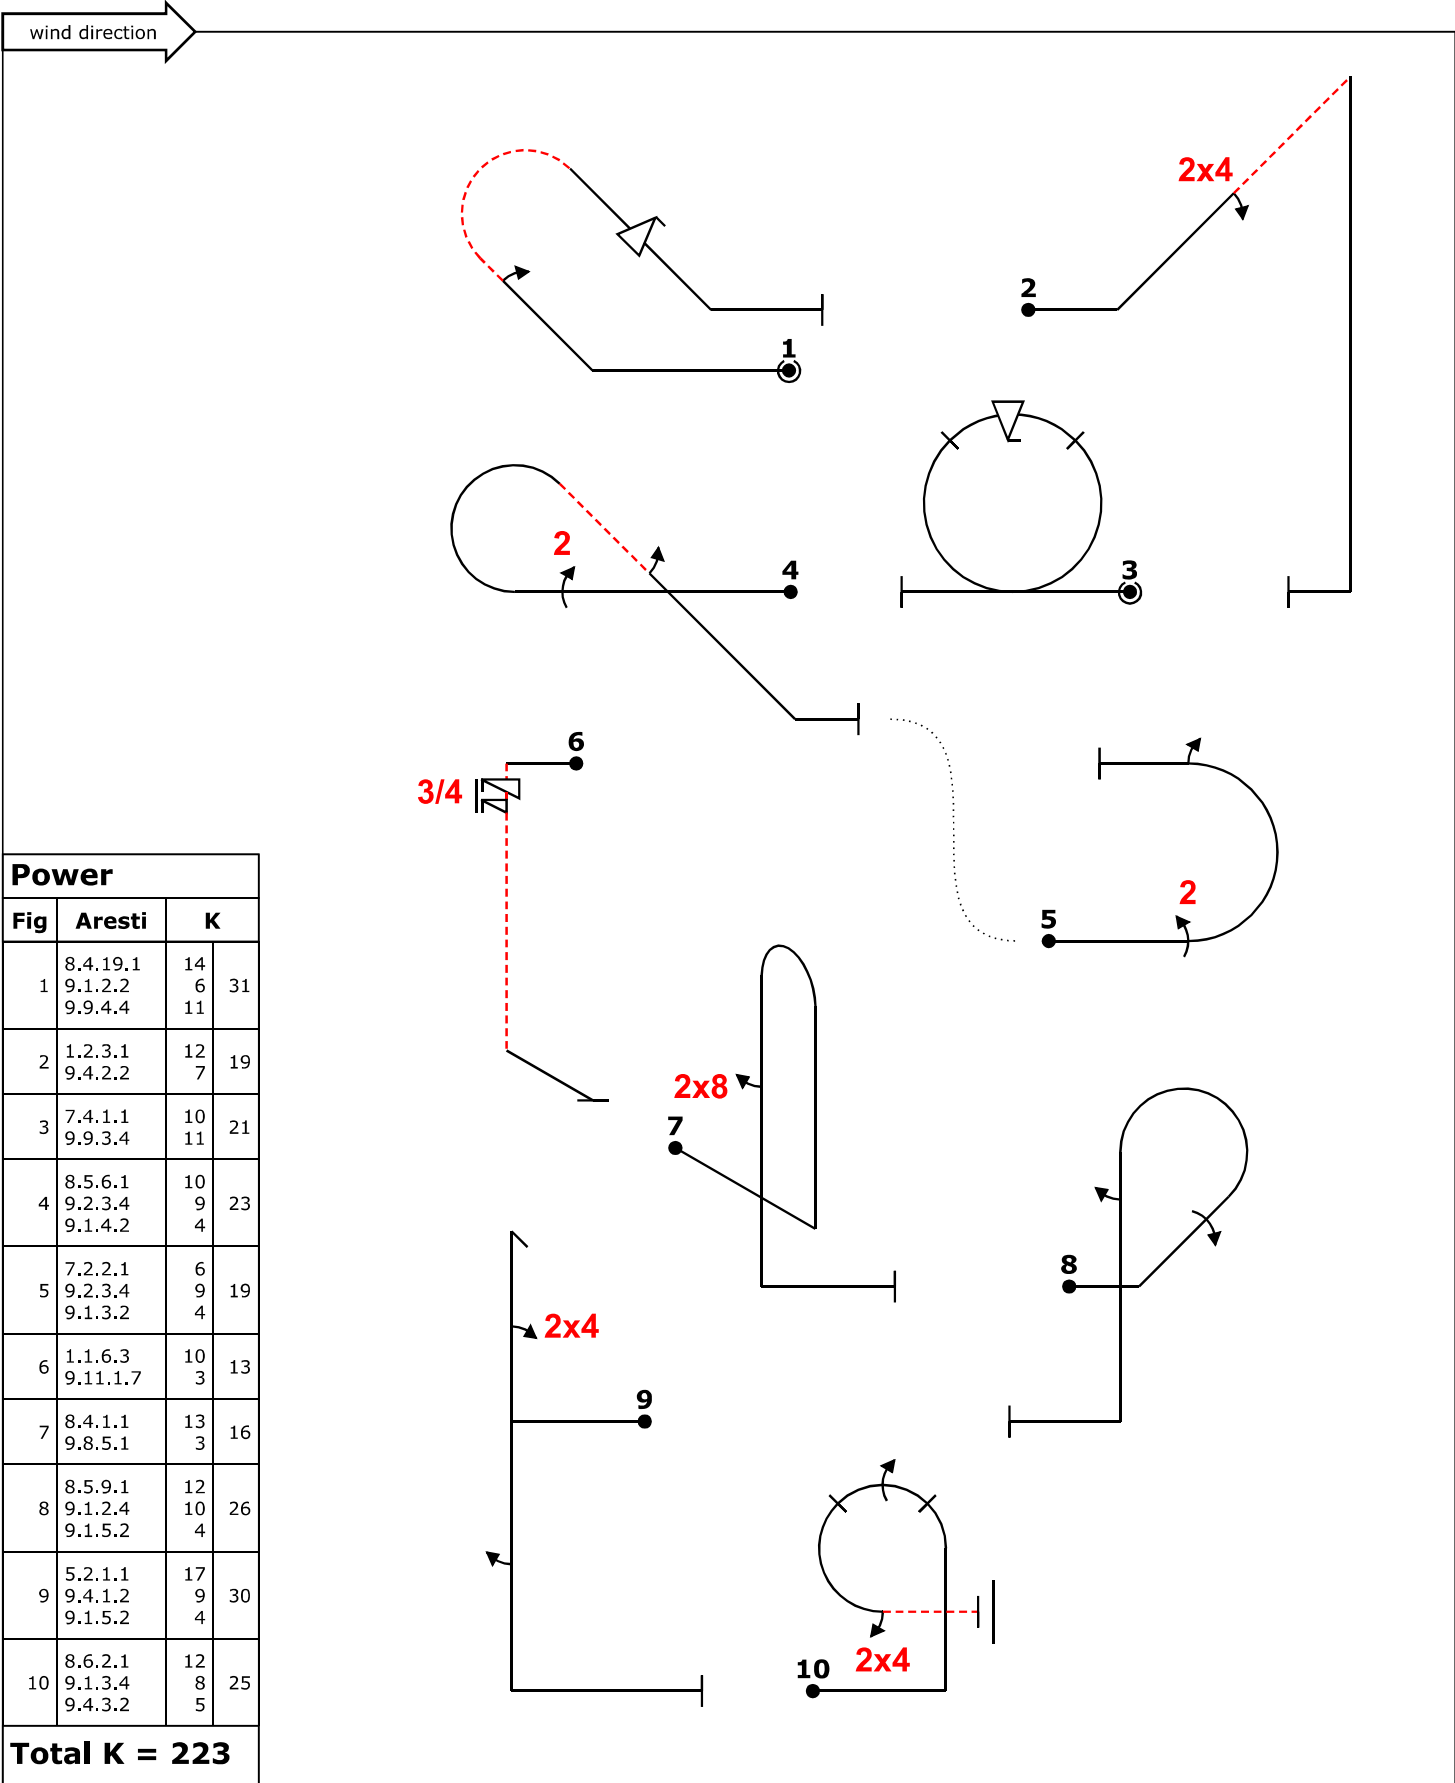 wind direction
2x4
2
1
2
4
3
6
3/4
5
2
2x8
7
8
2x4
9
10
2x4
Power
Fig Aresti K
1 8.4.19.1 14 31
9.1.2.2 6
9.9.4.4 11
2 1.2.3.1 12 19
9.4.2.2 7
3 7.4.1.1 10 21
9.9.3.4 11
4 8.5.6.1 10 23
9.2.3.4 9
9.1.4.2 4
5 7.2.2.1 6 19
9.2.3.4 9
9.1.3.2 4
6 1.1.6.3 10 13
9.11.1.7 3
7 8.4.1.1 13 16
9.8.5.1 3
8 8.5.9.1 12 26
9.1.2.4 10
9.1.5.2 4
9 5.2.1.1 17 30
9.4.1.2 9
9.1.5.2 4
10 8.6.2.1 12 25
9.1.3.4 8
9.4.3.2 5
Total K = 223